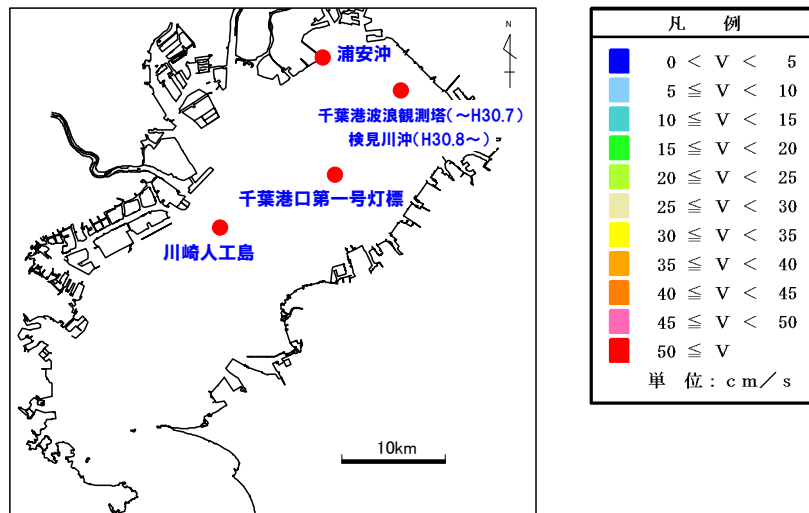 N
浦安沖
千葉港波浪観測塔(～H30.7)
検見川沖(H30.8～)
千葉港口第一号灯標
川崎人工島
10km
凡 例
0 ＜ V ＜ 5
5 ≦ V ＜ 10
10 ≦ V ＜ 15
15 ≦ V ＜ 20
20 ≦ V ＜ 25
25 ≦ V ＜ 30
30 ≦ V ＜ 35
35 ≦ V ＜ 40
40 ≦ V ＜ 45
45 ≦ V ＜ 50
50 ≦ V
単 位：ｃｍ／ｓ